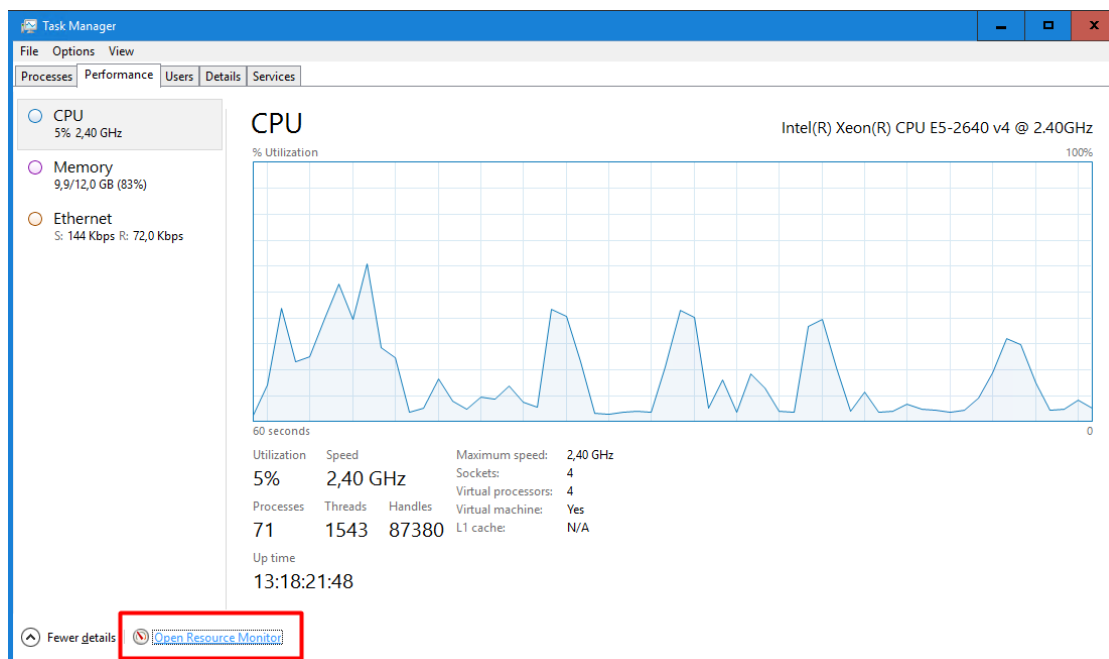 Task Manager
File Options View
Processes Performance Users Details Services
CPU
5% 2,40 GHz
Memory
9,9/12,0 GB (83%)
Ethernet
S: 144 Kbps R: 72,0 Kbps
CPU
Intel(R) Xeon(R) CPU E5-2640 v4 @ 2.40GHz
% Utilization 100%
60 seconds 0
Utilization Speed
5% 2,40 GHz
Processes Threads Handles
71 1543 87380
Up time
13:18:21:48
Maximum speed: 2,40 GHz
Sockets: 4
Virtual processors: 4
Virtual machine: Yes
L1 cache: N/A
Fewer details Open Resource Monitor